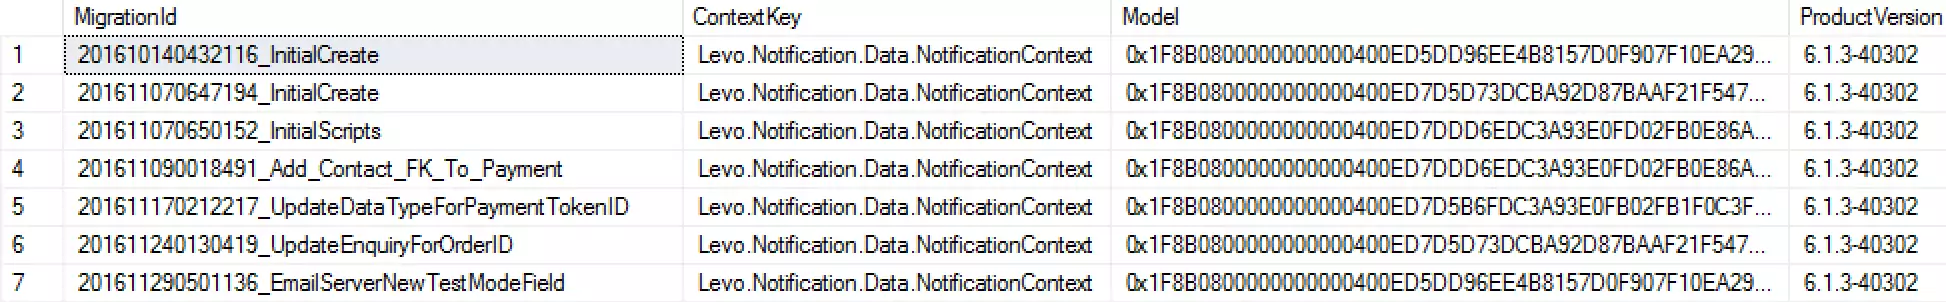 MigrationId ContextKey Model ProductVersion
1 201610140432116_InitialCreate Levo.Notification.Data.NotificationContext 0x1F8B0800000000000400ED5DD96EE4B8157D0F907F10EA29... 6.1.3-40302
2 201611070647194_InitialCreate Levo.Notification.Data.NotificationContext 0x1F8B0800000000000400ED7D5D73DCBA92D87BAAF21F547... 6.1.3-40302
3 201611070650152_InitialScripts Levo.Notification.Data.NotificationContext 0x1F8B0800000000000400ED7DDD6EDC3A93E0FD02FB0E86A... 6.1.3-40302
4 201611090018491_Add_Contact_FK_To_Payment Levo.Notification.Data.NotificationContext 0x1F8B0800000000000400ED7DDD6EDC3A93E0FD02FB0E86A... 6.1.3-40302
5 201611170212217_UpdateDataTypeForPaymentTokenID Levo.Notification.Data.NotificationContext 0x1F8B0800000000000400ED7D5B6FDC3A93E0FB02FB1F0C3F... 6.1.3-40302
6 201611240130419_UpdateEnquiryForOrderID Levo.Notification.Data.NotificationContext 0x1F8B0800000000000400ED7D5D73DCBA92D87BAAF21F547... 6.1.3-40302
7 201611290501136_EmailServerNewTestModeField Levo.Notification.Data.NotificationContext 0x1F8B0800000000000400ED5DD96EE4B8157D0F907F10EA29... 6.1.3-40302